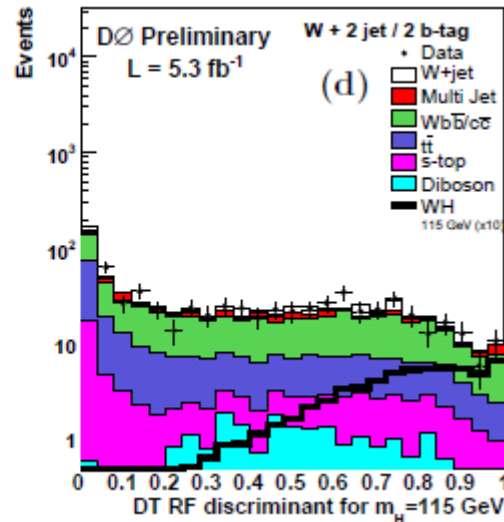 Events
10⁴
10³
10²
10
1
DØ Preliminary
L = 5.3 fb⁻¹
(d)
W + 2 jet / 2 b-tag
Data
W+jet
Multi Jet
Wbb̅/cc̅
tt̅
s-top
Diboson
WH
115 GeV (x10)
0 0.1 0.2 0.3 0.4 0.5 0.6 0.7 0.8 0.9 1
DT RF discriminant for m_H=115 GeV